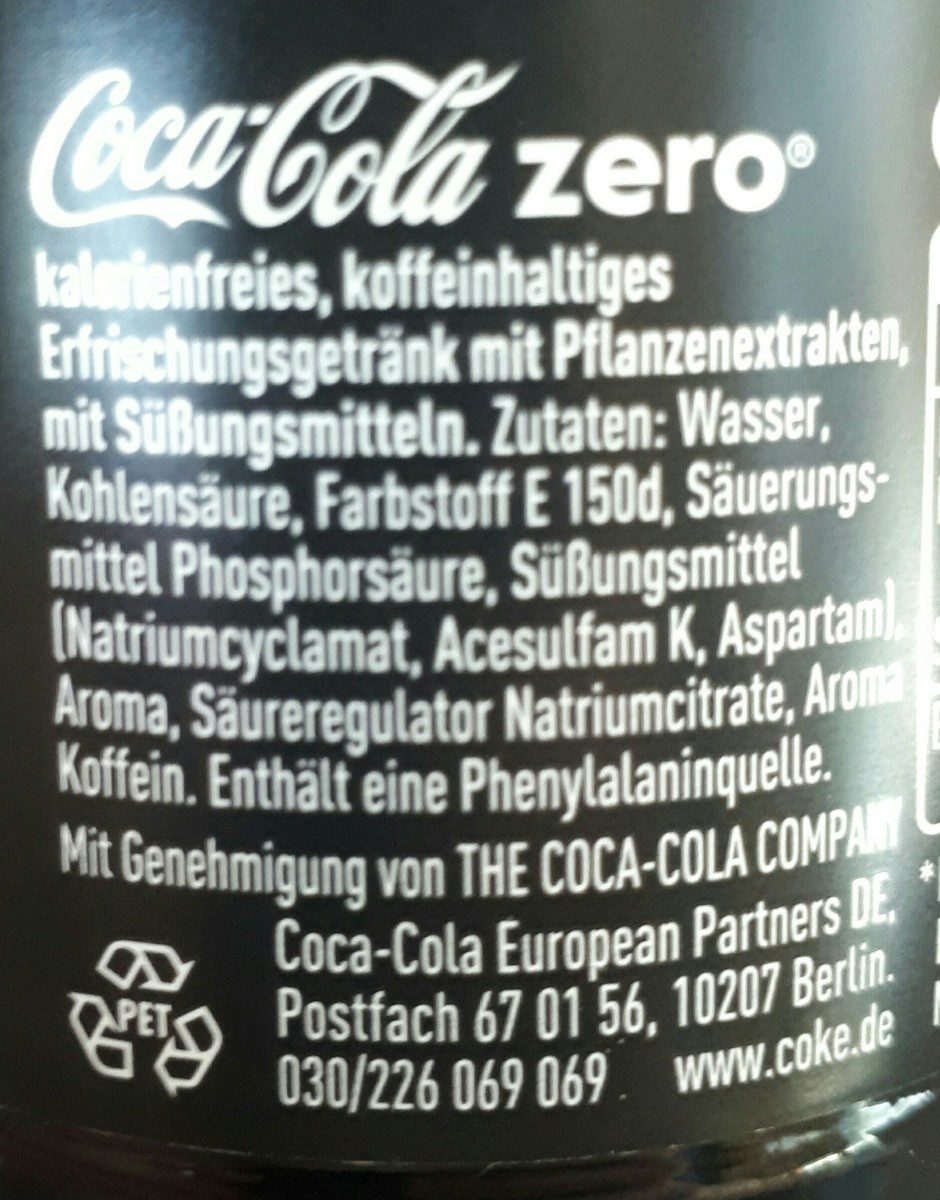 Coca-Cola zero®
kalorienfreies, koffeinhaltiges
Erfrischungsgetränk mit Pflanzenextrakten,
mit Süßungsmitteln. Zutaten: Wasser,
Kohlensäure, Farbstoff E 150d, Säuerungs-
mittel Phosphorsäure, Süßungsmittel
(Natriumcyclamat, Acesulfam K, Aspartam),
Aroma, Säureregulator Natriumcitrate, Aroma
Koffein. Enthält eine Phenylalaninquelle.
Mit Genehmigung von THE COCA-COLA COMPANY
Coca-Cola European Partners DE,
Postfach 67 01 56, 10207 Berlin.
030/226 069 069 www.coke.de
PET